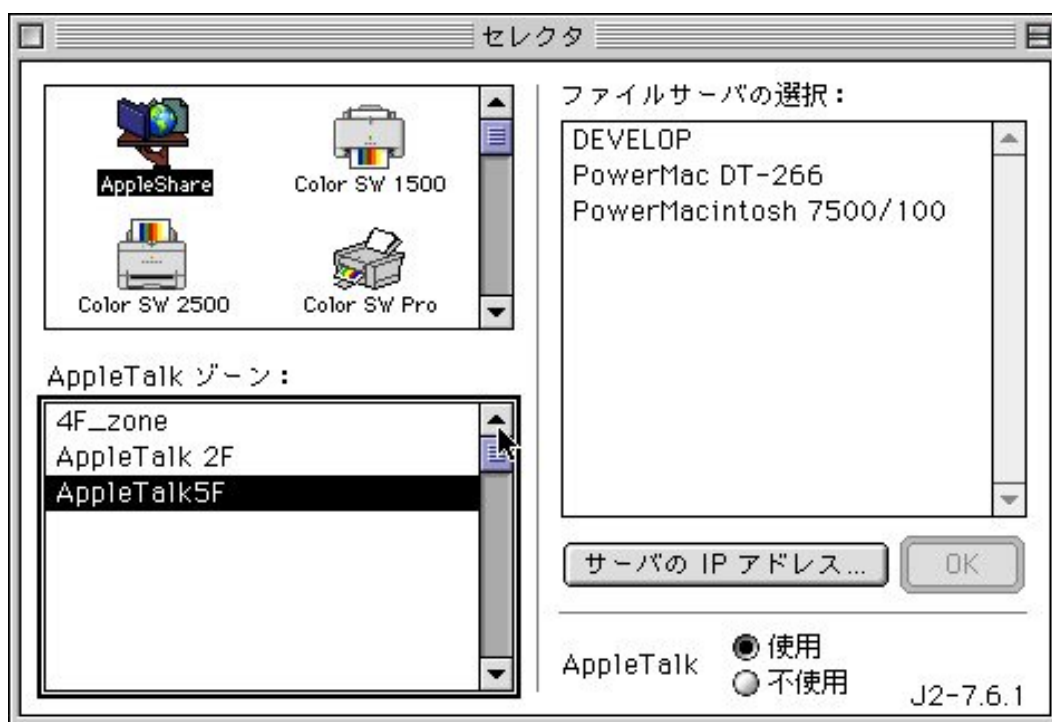 セレクタ
AppleShare
Color SW 1500
Color SW 2500
Color SW Pro
AppleTalk ゾーン：
4F_zone
AppleTalk 2F
AppleTalk5F
ファイルサーバの選択：
DEVELOP
PowerMac DT-266
PowerMacintosh 7500/100
サーバの IP アドレス...
OK
AppleTalk
使用
不使用
J2-7.6.1